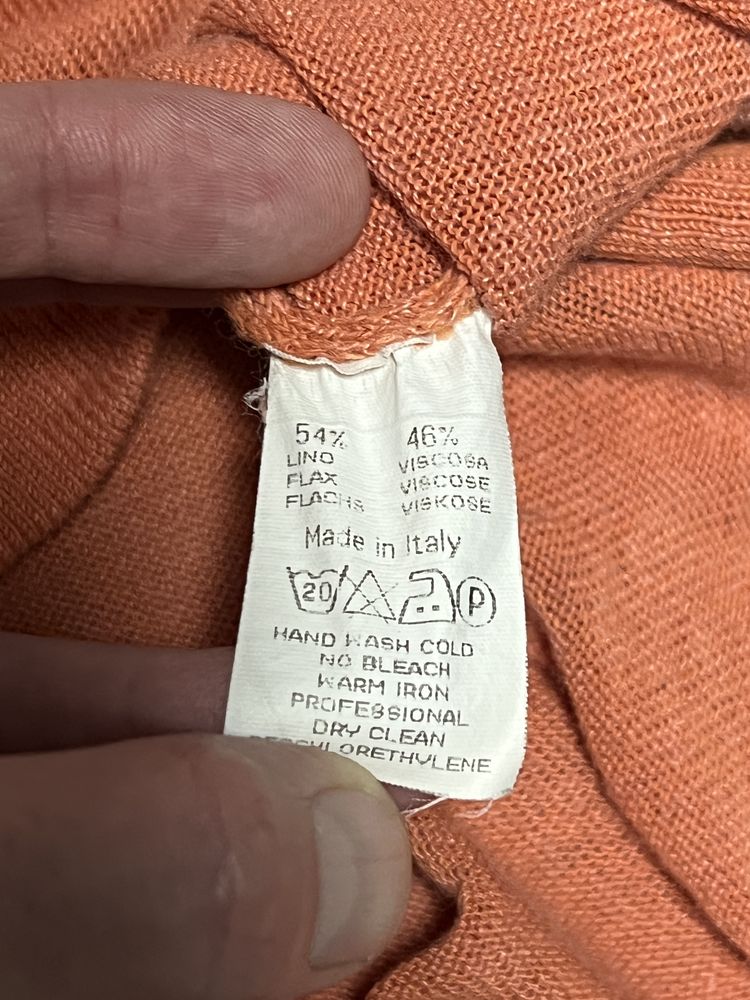 54% 46%
LINO VISCOSA
FLAX VISCOSE
FLACHS VISKOSE
Made in Italy
20 P
HAND WASH COLD
NO BLEACH
WARM IRON
PROFESSIONAL
DRY CLEAN
PERCHLORETHYLENE